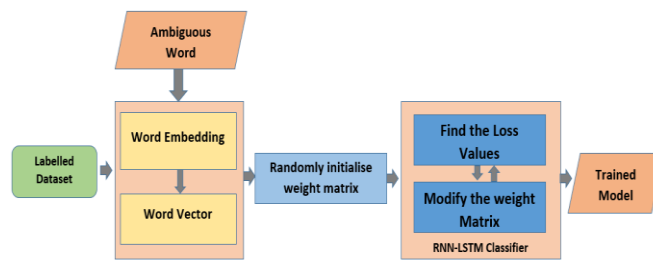 Ambiguous
Word
Labelled
Dataset
Word Embedding
Word Vector
Randomly initialise
weight matrix
Find the Loss
Values
Modify the weight
Matrix
RNN-LSTM Classifier
Trained
Model